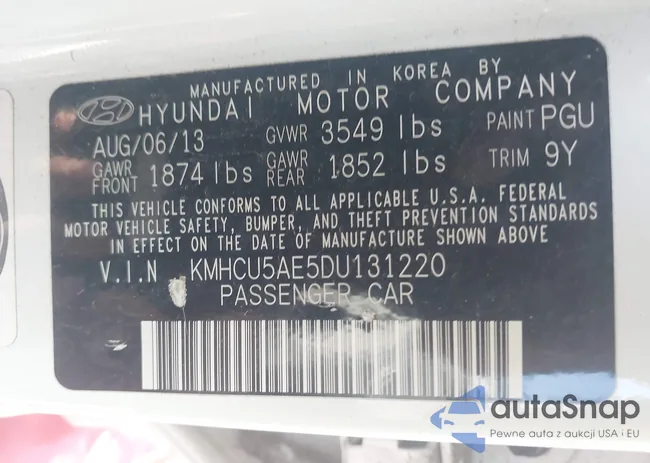 MANUFACTURED IN KOREA BY
HYUNDAI MOTOR COMPANY
AUG/06/13 GVWR 3549 lbs PAINT PGU
GAWR FRONT 1874 lbs GAWR REAR 1852 lbs TRIM 9Y
THIS VEHICLE CONFORMS TO ALL APPLICABLE U.S.A. FEDERAL
MOTOR VEHICLE SAFETY, BUMPER, AND THEFT PREVENTION STANDARDS
IN EFFECT ON THE DATE OF MANUFACTURE SHOWN ABOVE
V.I.N KMHCU5AE5DU131220
PASSENGER CAR
autaSnap
Pewne auta z aukcji USA i EU